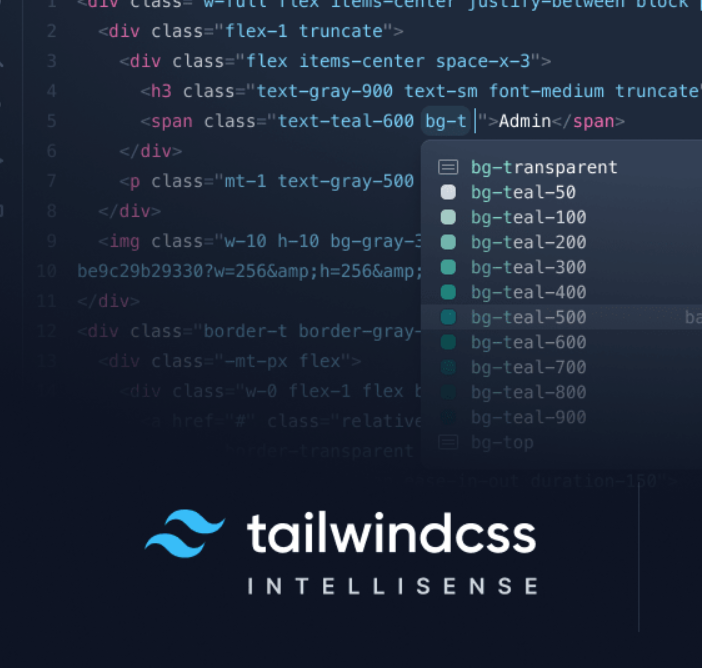 1 <div class="w-full flex items-center justify-between block
2 <div class="flex-1 truncate">
3 <div class="flex items-center space-x-3">
4 <h3 class="text-gray-900 text-sm font-medium truncate"
5 <span class="text-teal-600 bg-t ">Admin</span>
6 </div>
bg-transparent
bg-teal-50
7 <p class="mt-1 text-gray-500
bg-teal-100
8 </div>
bg-teal-200
9 <img class="w-10 h-10 bg-gray-3
bg-teal-300
10 be9c29b29330?w=256&amp;h=256&amp;
bg-teal-400
11 </div>
bg-teal-500 ba
12 <div class="border-t border-gray-
bg-teal-600
13 <div class="-mt-px flex">
bg-teal-700
<div class="w-0 flex-1 flex b
bg-teal-800
<a href="#" class="relative
bg-teal-900
border-transparent
bg-top
-in-out duration-150">
tailwindcss
INTELLISENSE